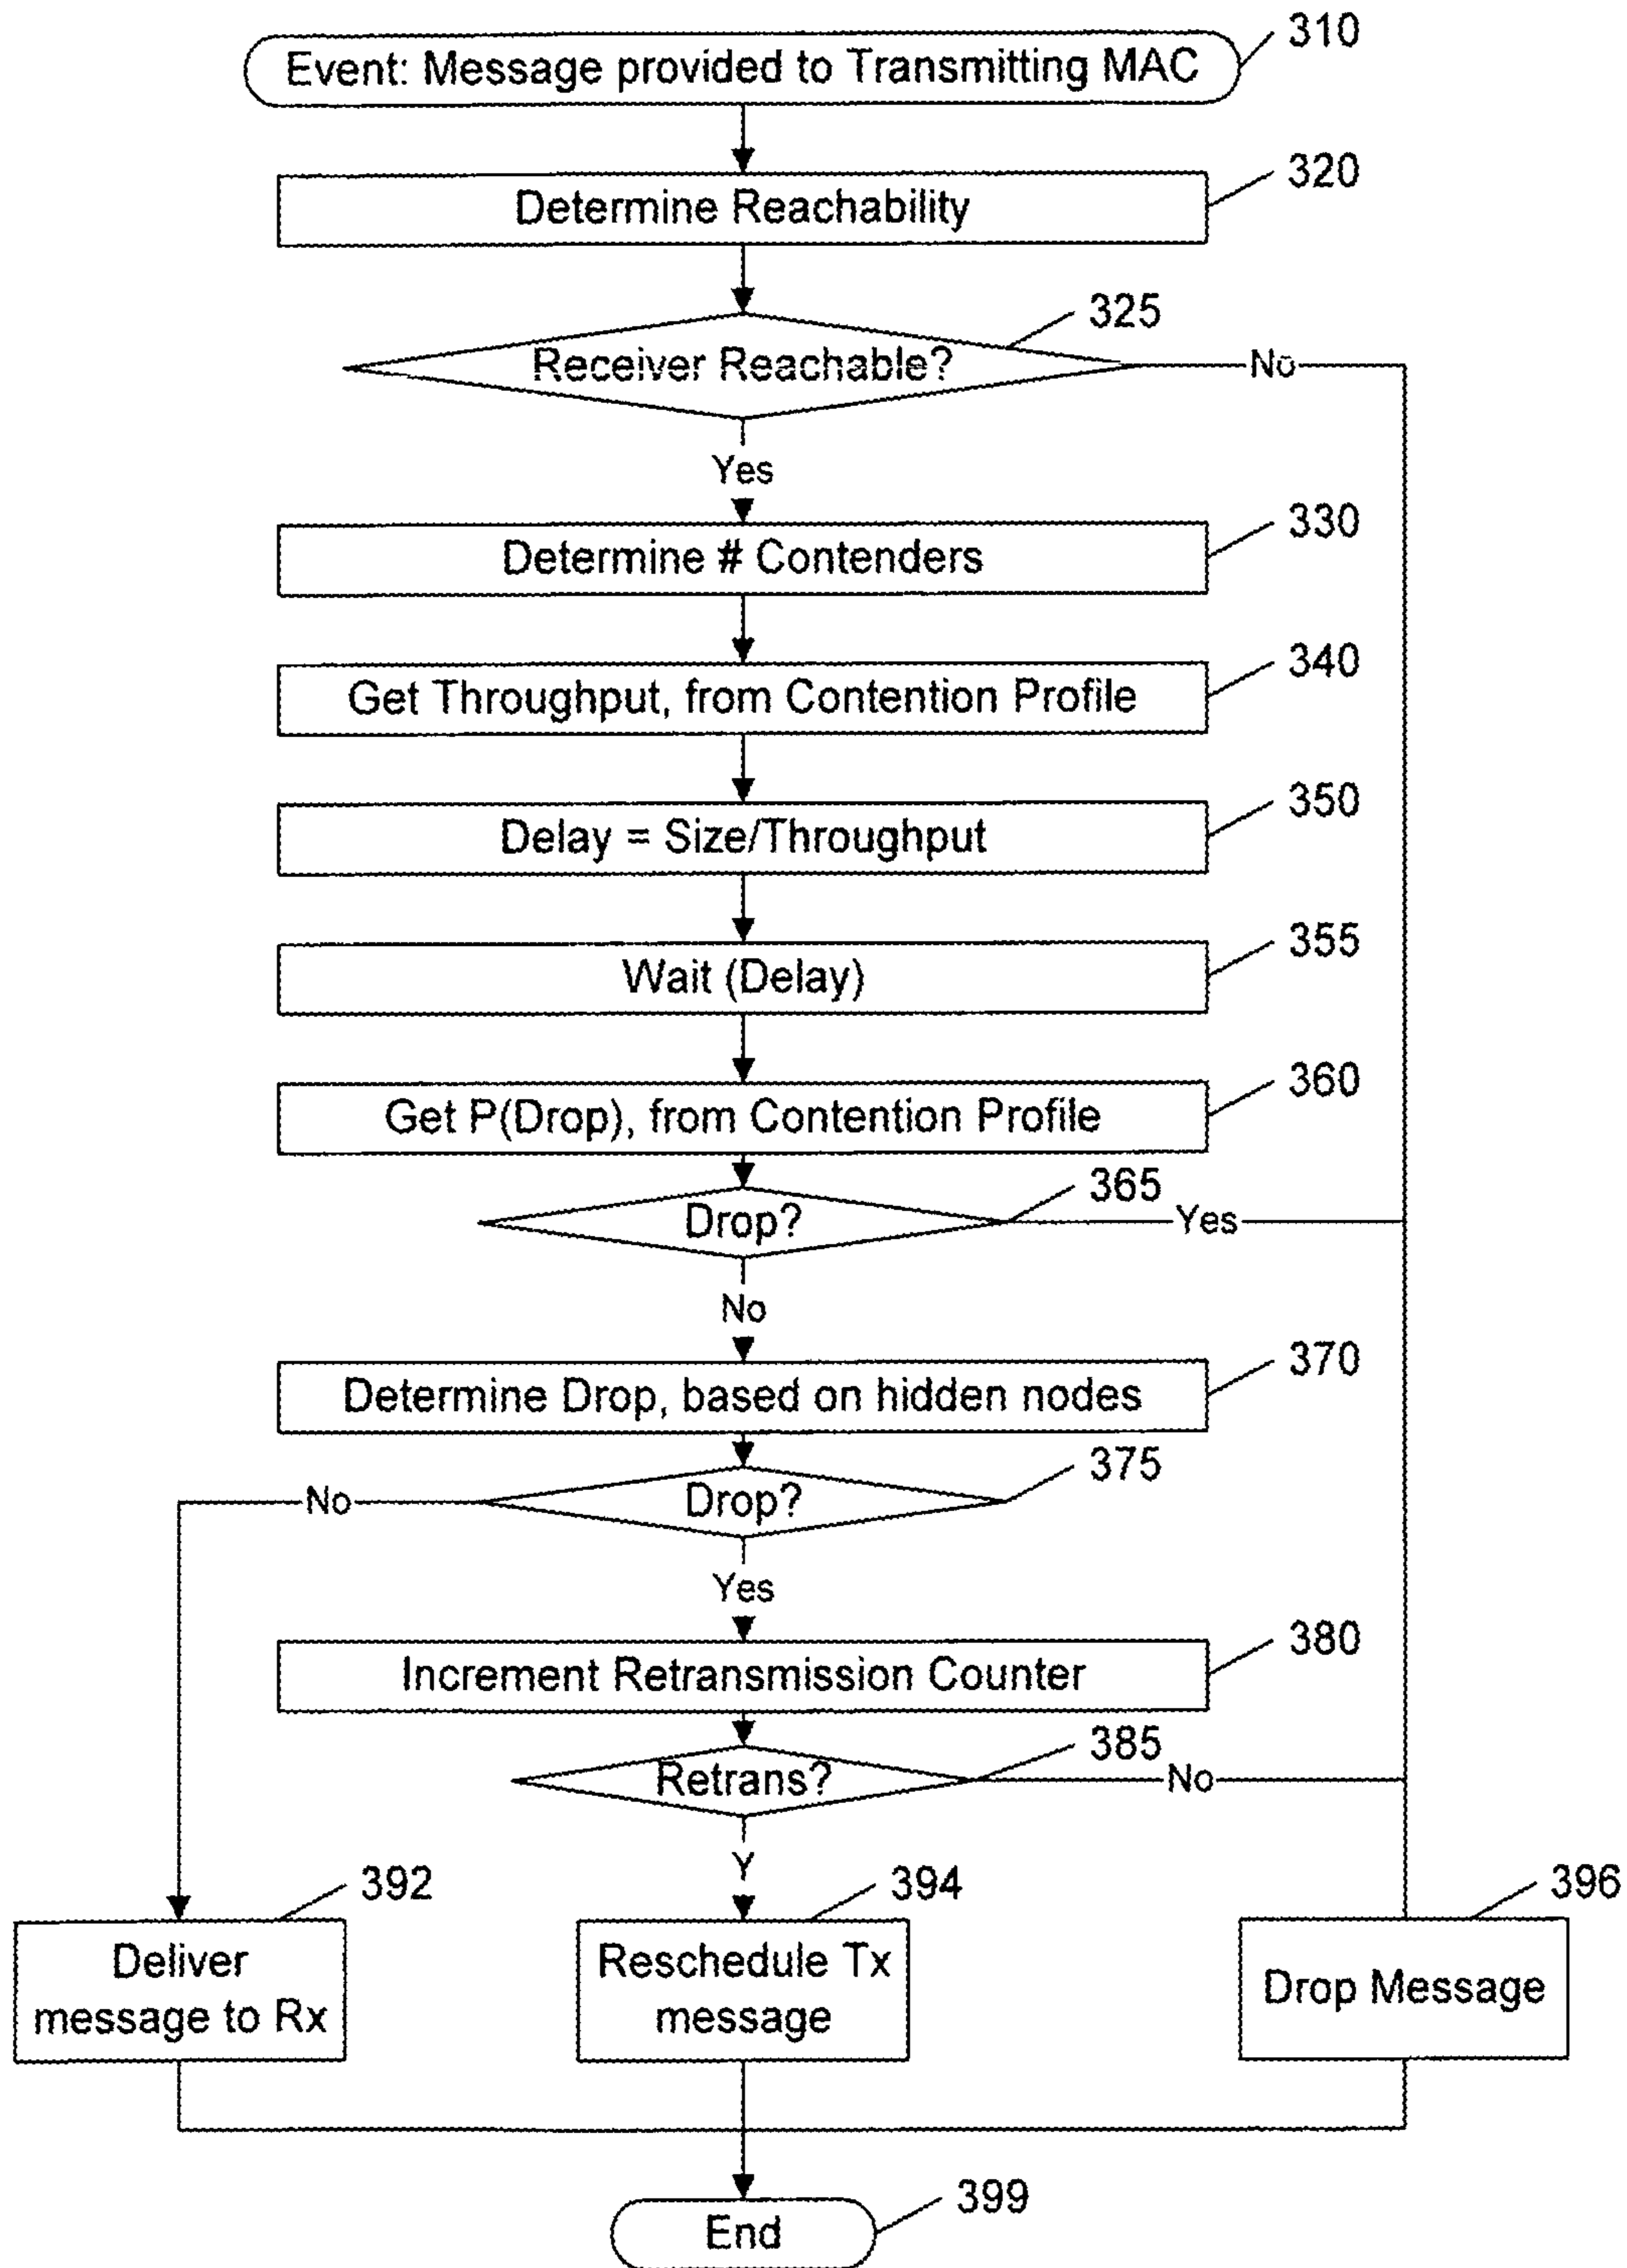 310
Event: Message provided to Transmitting MAC
320
Determine Reachability
325
Receiver Reachable?
No
Yes
330
Determine # Contenders
340
Get Throughput, from Contention Profile
350
Delay = Size/Throughput
355
Wait (Delay)
360
Get P(Drop), from Contention Profile
365
Drop?
Yes
No
370
Determine Drop, based on hidden nodes
375
No
Drop?
Yes
380
Increment Retransmission Counter
385
Retrans?
No
Y
392
394
396
Deliver
message to Rx
Reschedule Tx
message
Drop Message
399
End